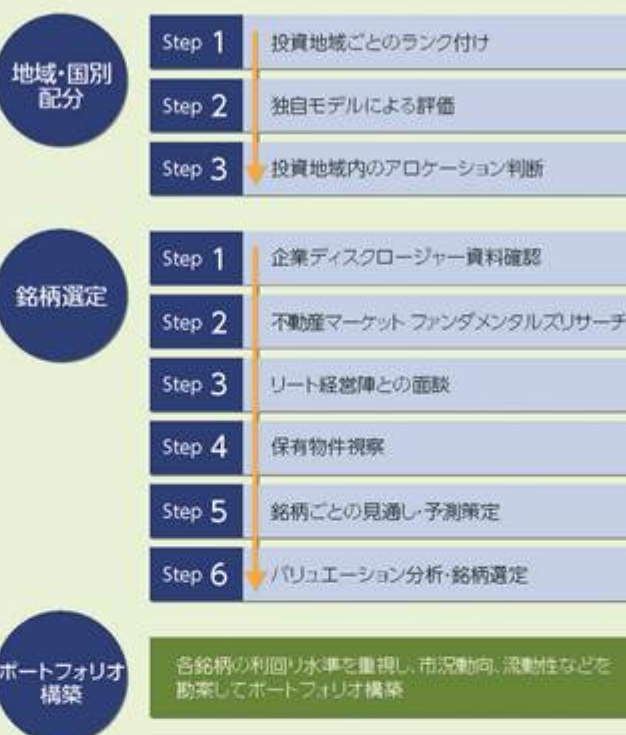 地域・国別
配分
Step 1 投資地域ごとのランク付け
Step 2 独自モデルによる評価
Step 3 投資地域内のアロケーション判断
銘柄選定
Step 1 企業ディスクロージャー資料確認
Step 2 不動産マーケット ファンダメンタルズリサーチ
Step 3 リート経営陣との面談
Step 4 保有物件視察
Step 5 銘柄ごとの見通し・予測策定
Step 6 バリュエーション分析・銘柄選定
ポートフォリオ
構築
各銘柄の利回り水準を重視し、市況動向、流動性などを
勘案してポートフォリオ構築